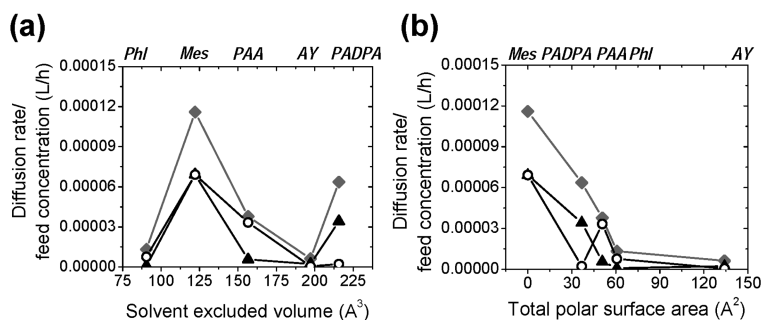 (a)
Phl Mes PAA AY PADPA
0.00015
0.00012
0.00009
0.00006
0.00003
0.00000
75 100 125 150 175 200 225
Diffusion rate/
feed concentration (L/h)
Solvent excluded volume (A³)
(b)
Mes PADPA PAA Phl AY
0.00015
0.00012
0.00009
0.00006
0.00003
0.00000
0 30 60 90 120 150
Diffusion rate/
feed concentration (L/h)
Total polar surface area (A²)